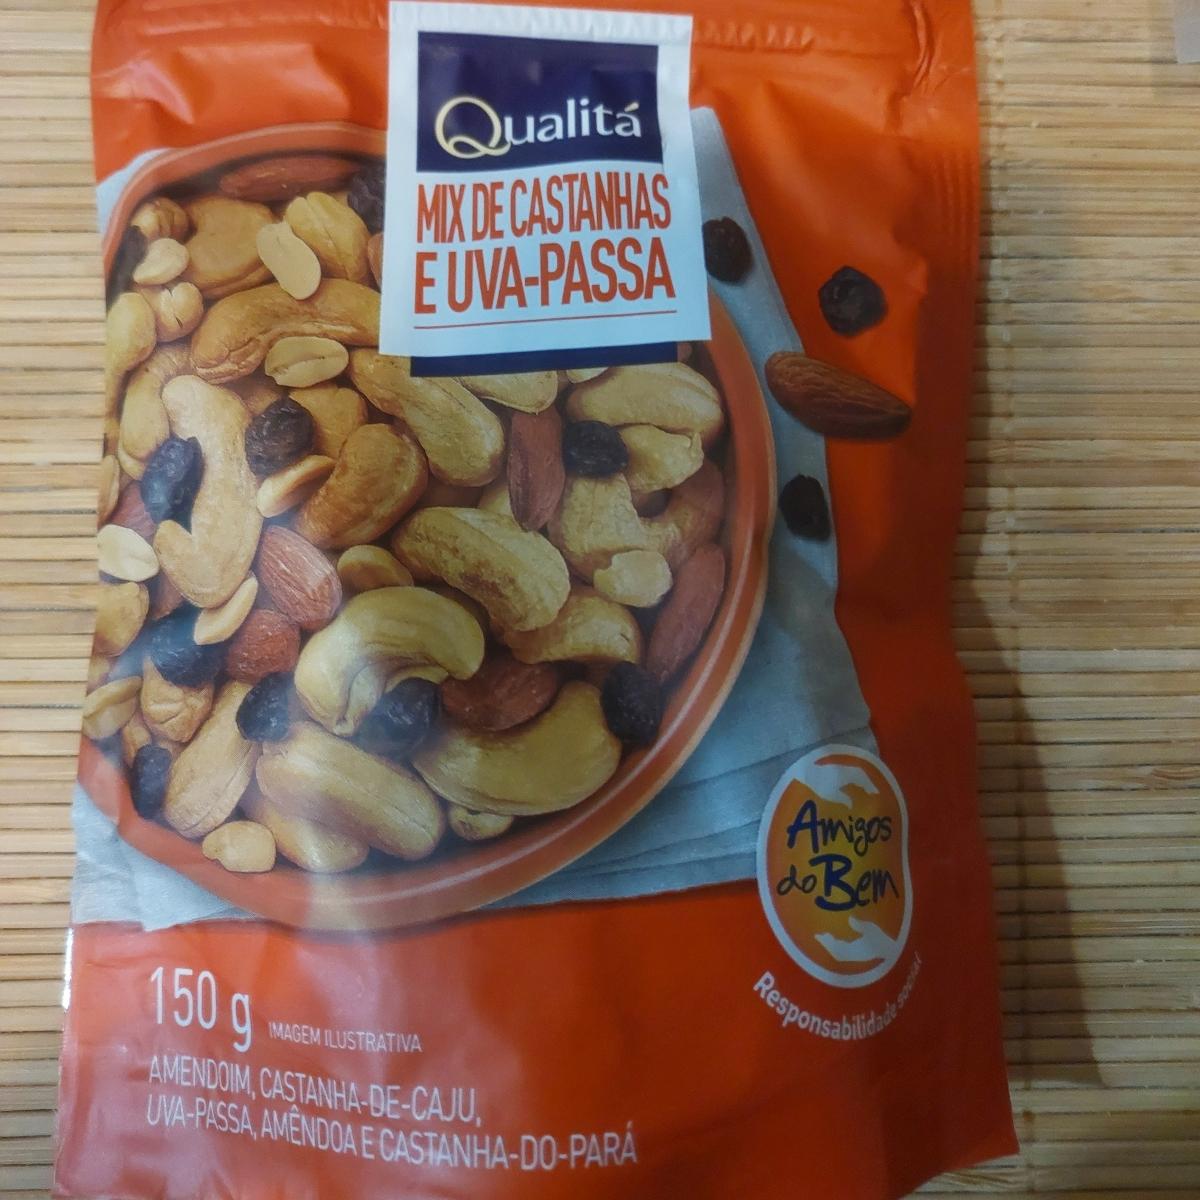 Qualitá
MIX DE CASTANHAS
E UVA-PASSA
Amigos
do Bem
Responsabilidade social
150 g IMAGEM ILUSTRATIVA
AMENDOIM, CASTANHA-DE-CAJU,
UVA-PASSA, AMÊNDOA E CASTANHA-DO-PARÁ